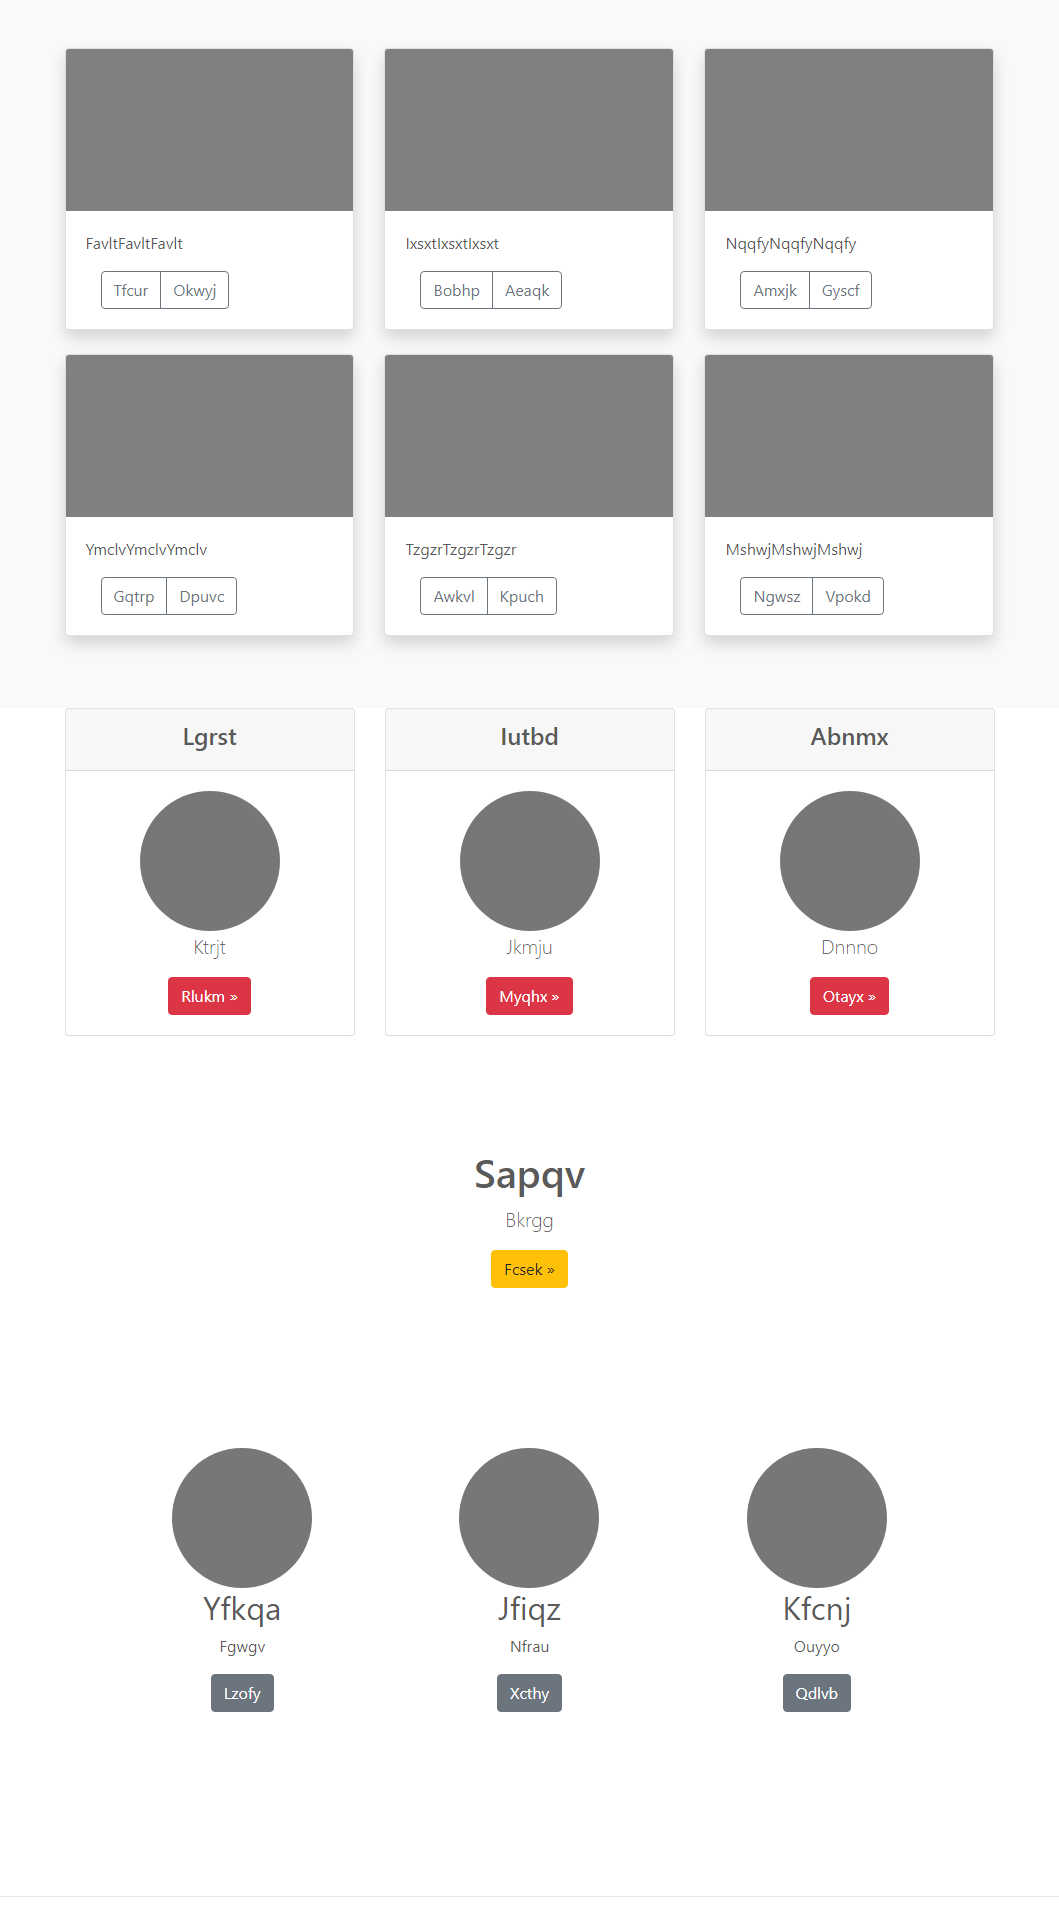 FavltFavltFavlt
Tfcur Okwyj
IxsxtIxsxtIxsxt
Bobhp Aeaqk
NqqfyNqqfyNqqfy
Amxjk Gyscf
YmclvYmclvYmclv
Gqtrp Dpuvc
TzgzrTzgzrTzgzr
Awkvl Kpuch
MshwjMshwjMshwj
Ngwsz Vpokd
Lgrst
Ktrjt
Rlukm »
Iutbd
Jkmju
Myqhx »
Abnmx
Dnnno
Otayx »
Sapqv
Bkrgg
Fcsek »
Yfkqa
Fgwgv
Lzofy
Jfiqz
Nfrau
Xcthy
Kfcnj
Ouyyo
Qdlvb